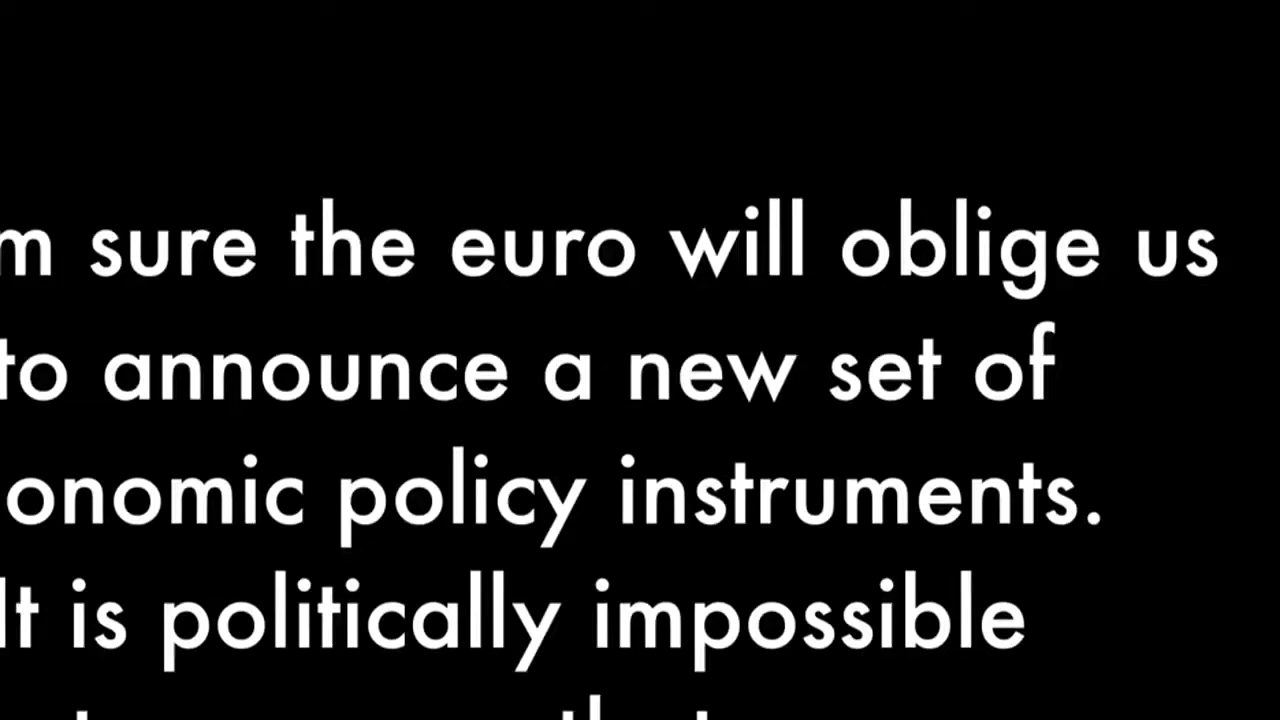 m sure the euro will oblige us
to announce a new set of
onomic policy instruments.
It is politically impossible